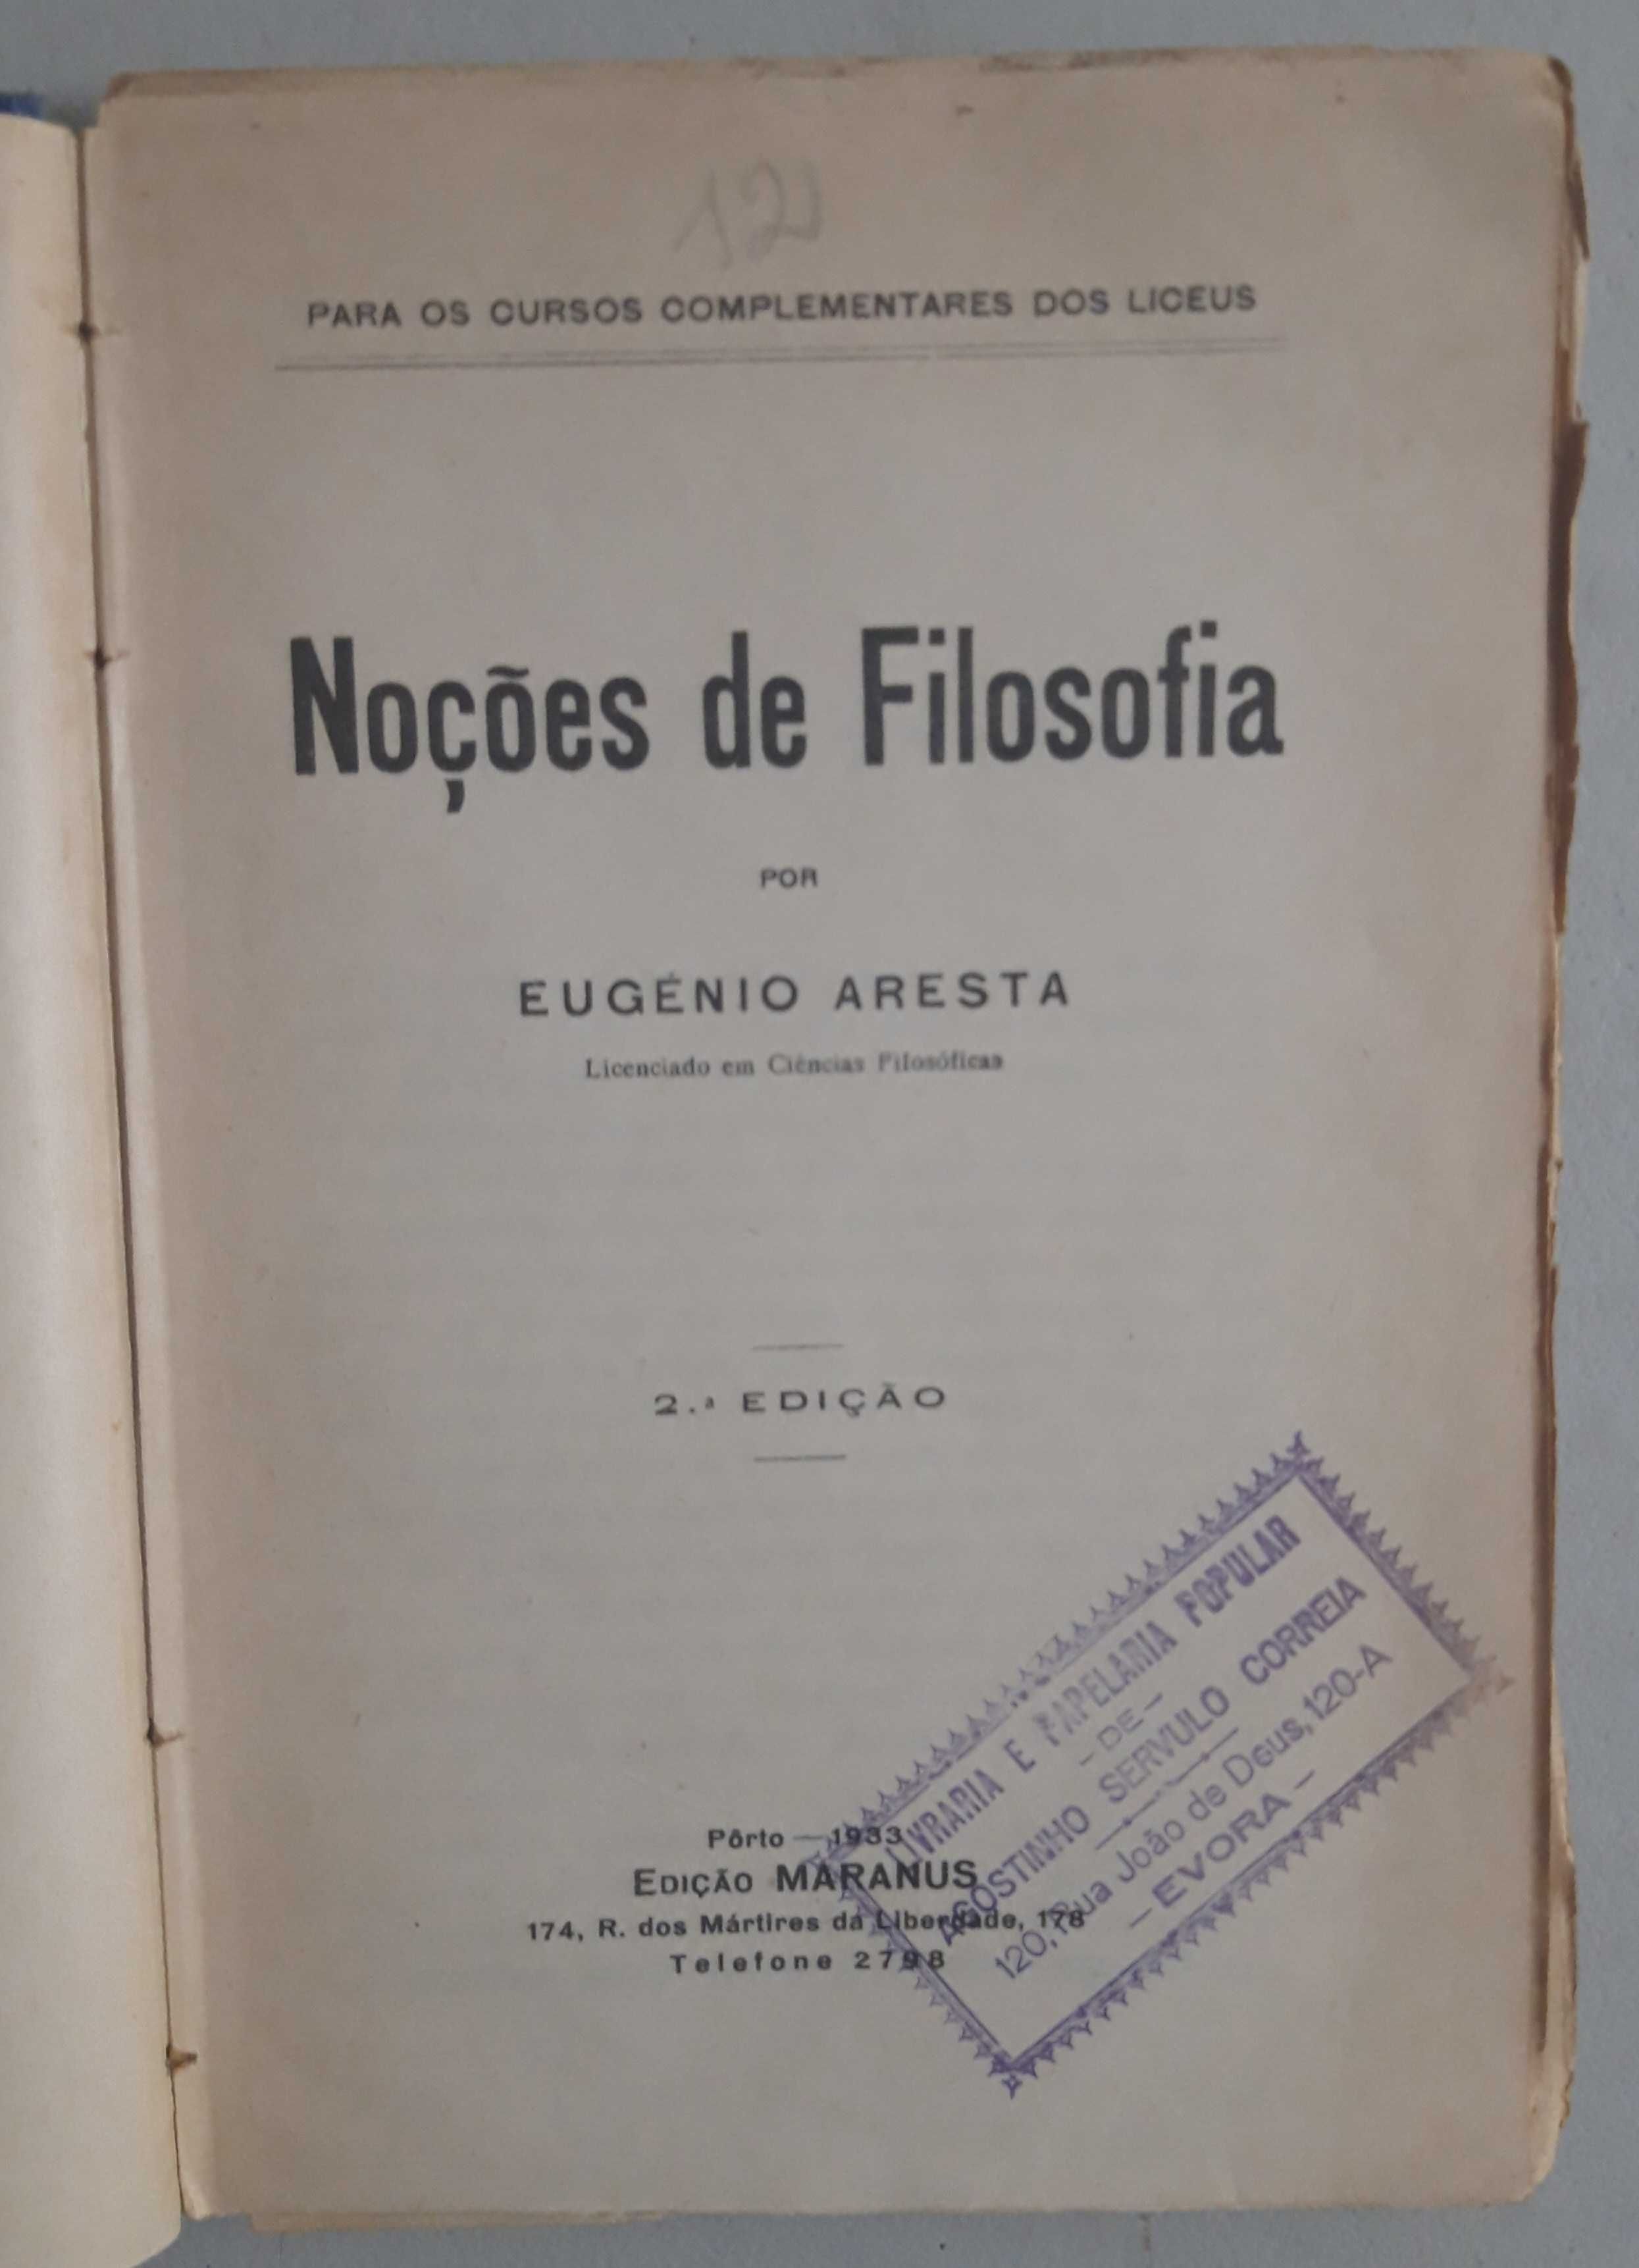 12
PARA OS CURSOS COMPLEMENTARES DOS LICEUS
Noções de Filosofia
POR
EUGÉNIO ARESTA
Licenciado em Ciências Filosóficas
2.ª EDIÇÃO
Pôrto — 1933
EDIÇÃO MARANUS
174, R. dos Mártires da Liberdade, 178
Telefone 2798
LIVRARIA E PAPELARIA POPULAR
- DE -
AGOSTINHO SERVULO CORREIA
120, Rua João de Deus, 120-A
- EVORA -